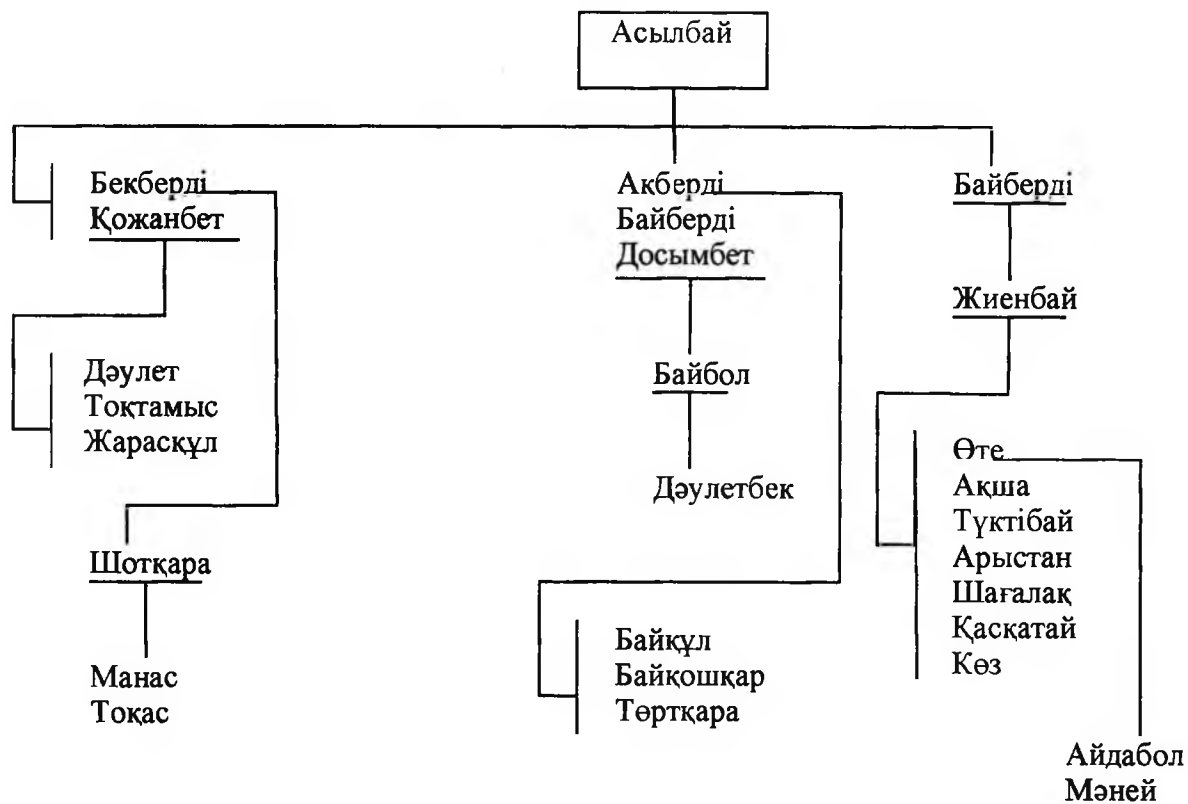 Асылбай
Бекберді
Қожанбет
Дәулет
Тоқтамыс
Жарасқұл
Шотқара
Манас
Тоқас
Ақберді
Байберді
Досымбет
Байбол
Дәулетбек
Байқұл
Байқошқар
Төртқара
Байберді
Жиенбай
Өте
Ақша
Түктібай
Арыстан
Шағалақ
Қасқатай
Көз
Айдабол
Мәней